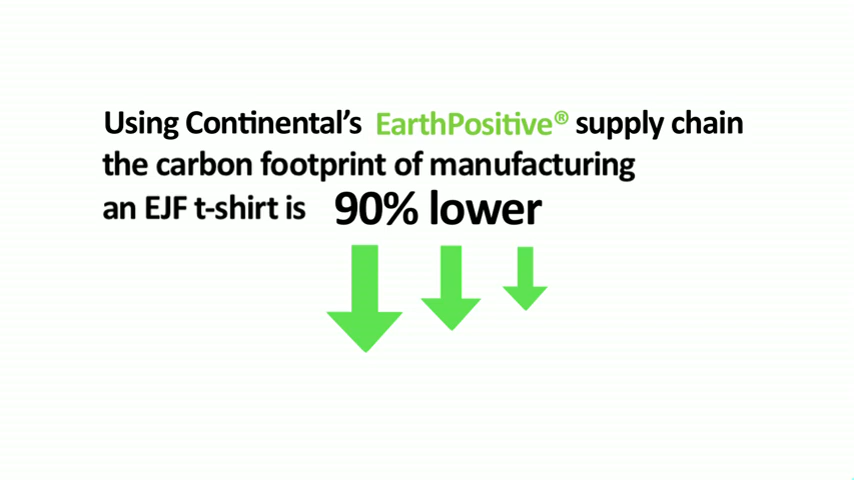 Using Continental's EarthPositive® supply chain
the carbon footprint of manufacturing
an EJF t-shirt is 90% lower